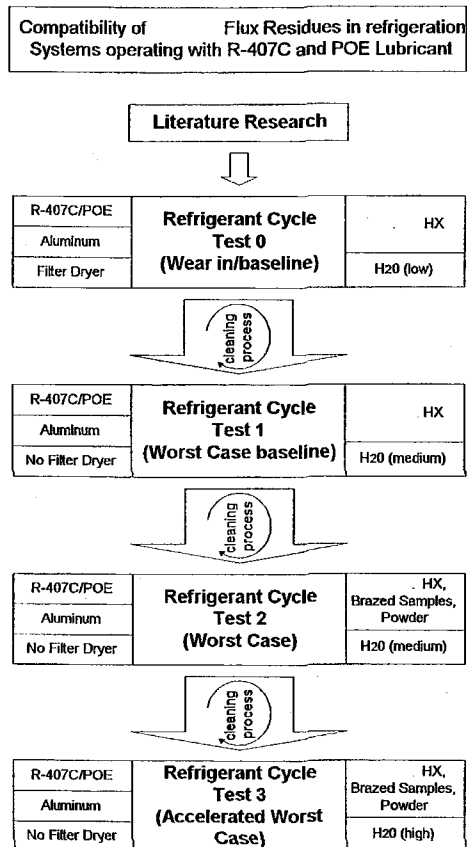 Compatibility of Flux Residues in refrigeration
Systems operating with R-407C and POE Lubricant
Literature Research
R-407C/POE
Aluminum
Filter Dryer
Refrigerant Cycle
Test 0
(Wear in/baseline)
HX
H20 (low)
cleaning
process
R-407C/POE
Aluminum
No Filter Dryer
Refrigerant Cycle
Test 1
(Worst Case baseline)
HX
H20 (medium)
cleaning
process
R-407C/POE
Aluminum
No Filter Dryer
Refrigerant Cycle
Test 2
(Worst Case)
HX,
Brazed Samples,
Powder
H20 (medium)
cleaning
process
R-407C/POE
Aluminum
No Filter Dryer
Refrigerant Cycle
Test 3
(Accelerated Worst
Case)
HX,
Brazed Samples,
Powder
H20 (high)